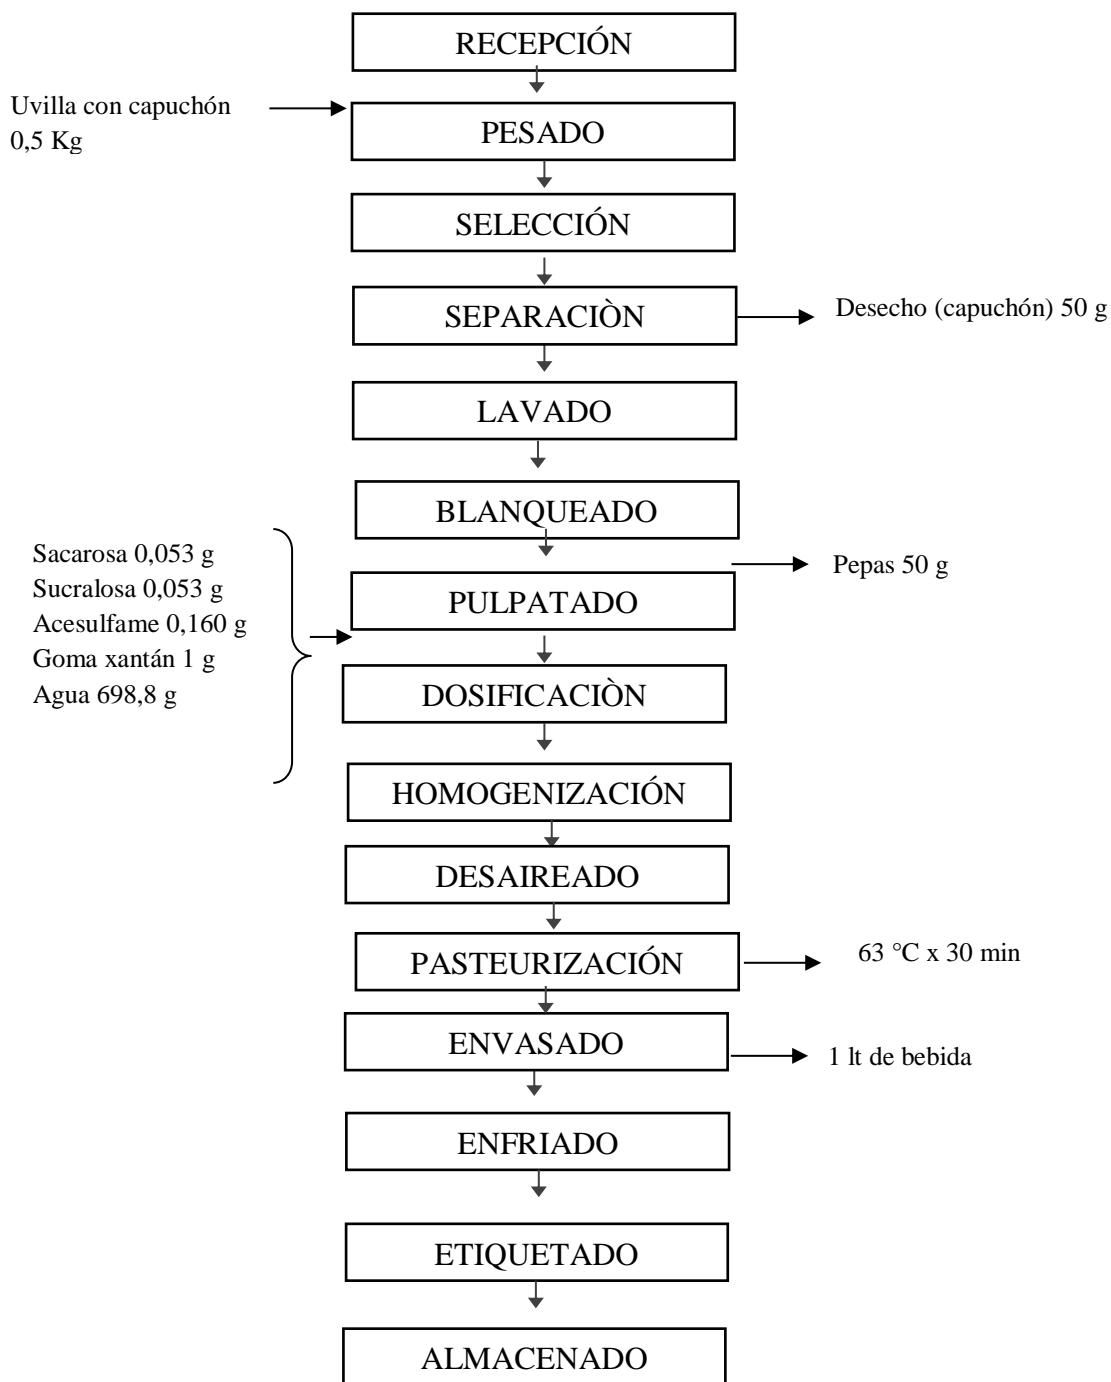 RECEPCIÓN
Uvilla con capuchón
0,5 Kg
PESADO
SELECCIÓN
SEPARACIÒN
Desecho (capuchón) 50 g
LAVADO
BLANQUEADO
Sacarosa 0,053 g
Sucralosa 0,053 g
Acesulfame 0,160 g
Goma xantán 1 g
Agua 698,8 g
Pepas 50 g
PULPATADO
DOSIFICACIÒN
HOMOGENIZACIÓN
DESAIREADO
PASTEURIZACIÓN
63 °C x 30 min
ENVASADO
1 lt de bebida
ENFRIADO
ETIQUETADO
ALMACENADO